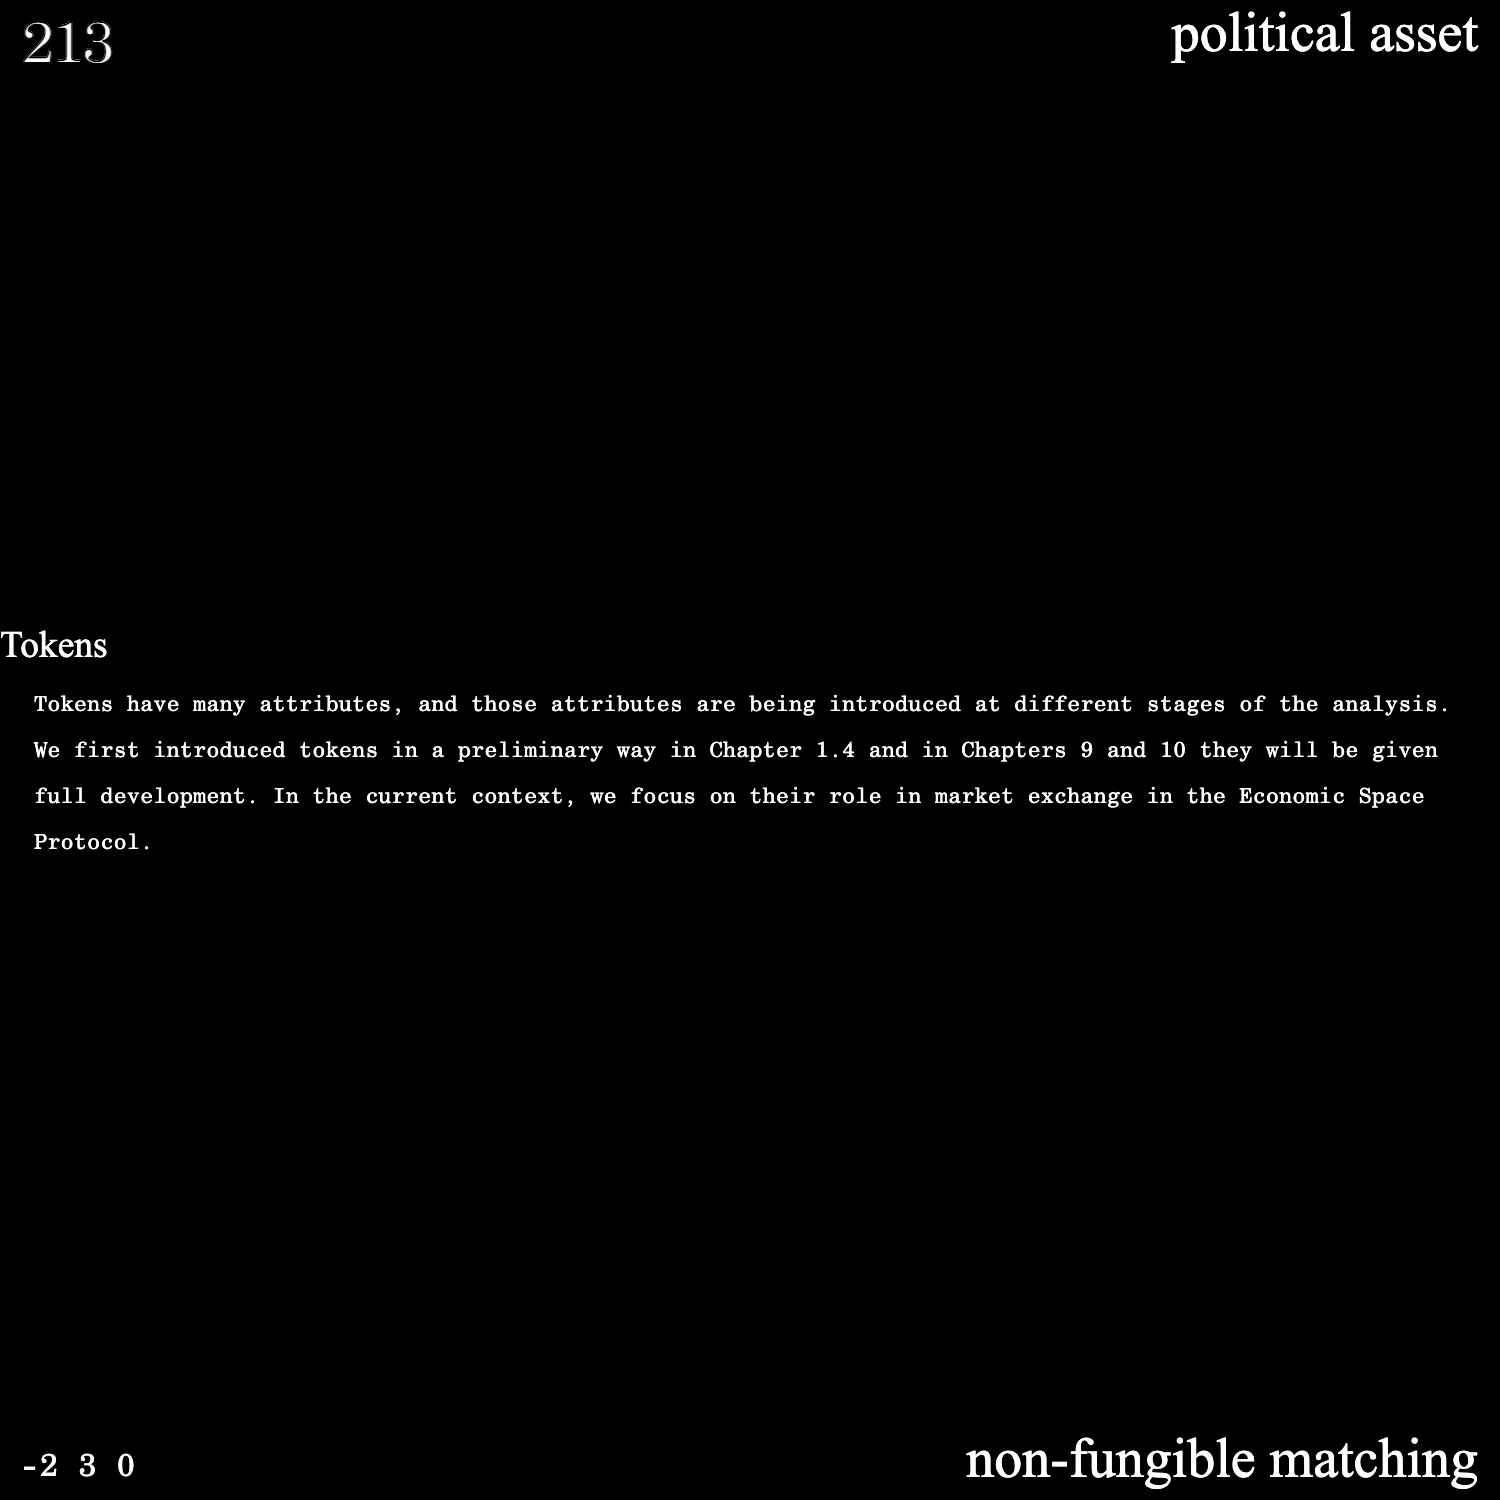 213
political asset
Tokens
Tokens have many attributes, and those attributes are being introduced at different stages of the analysis.
We first introduced tokens in a preliminary way in Chapter 1.4 and in Chapters 9 and 10 they will be given
full development. In the current context, we focus on their role in market exchange in the Economic Space
Protocol.
-2 3 0
non-fungible matching